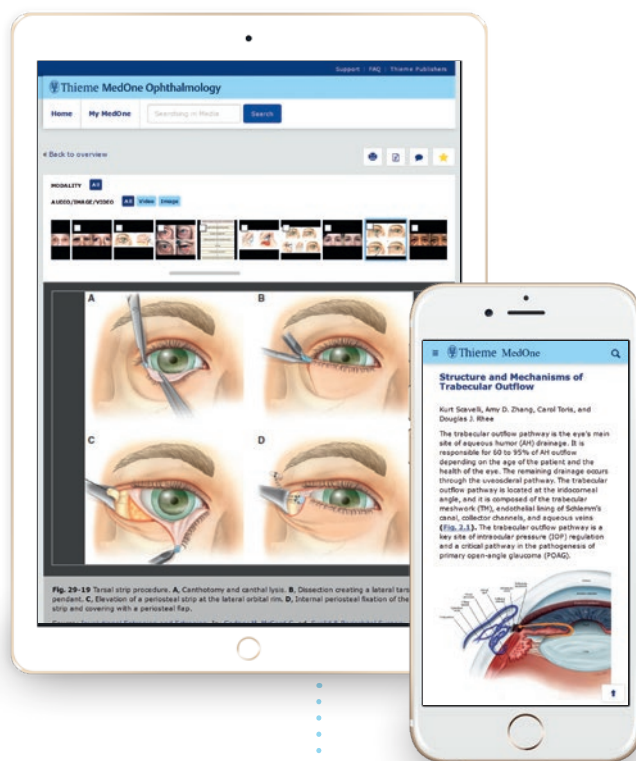 Support | FAQ | Thieme Publishers
Thieme MedOne Ophthalmology
Home My MedOne Searching in Media Search
Back to overview
MODALITY All
AUDIO/IMAGE/VIDEO All Video Image
A B
C D
Fig. 29-19 Tarsal strip procedure. A, Canthotomy and canthal lysis. B, Dissection creating a lateral tars
pendant. C, Elevation of a periosteal strip at the lateral orbital rim. D, Internal periosteal fixation of the
strip and covering with a periosteal flap.
Thieme MedOne
Structure and Mechanisms of
Trabecular Outflow
Kurt Scavelli, Amy D. Zhang, Carol Toris, and
Douglas J. Rhee
The trabecular outflow pathway is the eye's main
site of aqueous humor (AH) drainage. It is
responsible for 60 to 95% of AH outflow
depending on the age of the patient and the
health of the eye. The remaining drainage occurs
through the uveoscleral pathway. The trabecular
outflow pathway is located at the iridocorneal
angle, and it is composed of the trabecular
meshwork (TM), endothelial lining of Schlemm's
canal, collector channels, and aqueous veins
(Fig. 2.1). The trabecular outflow pathway is a
key site of intraocular pressure (IOP) regulation
and a critical pathway in the pathogenesis of
primary open-angle glaucoma (POAG).